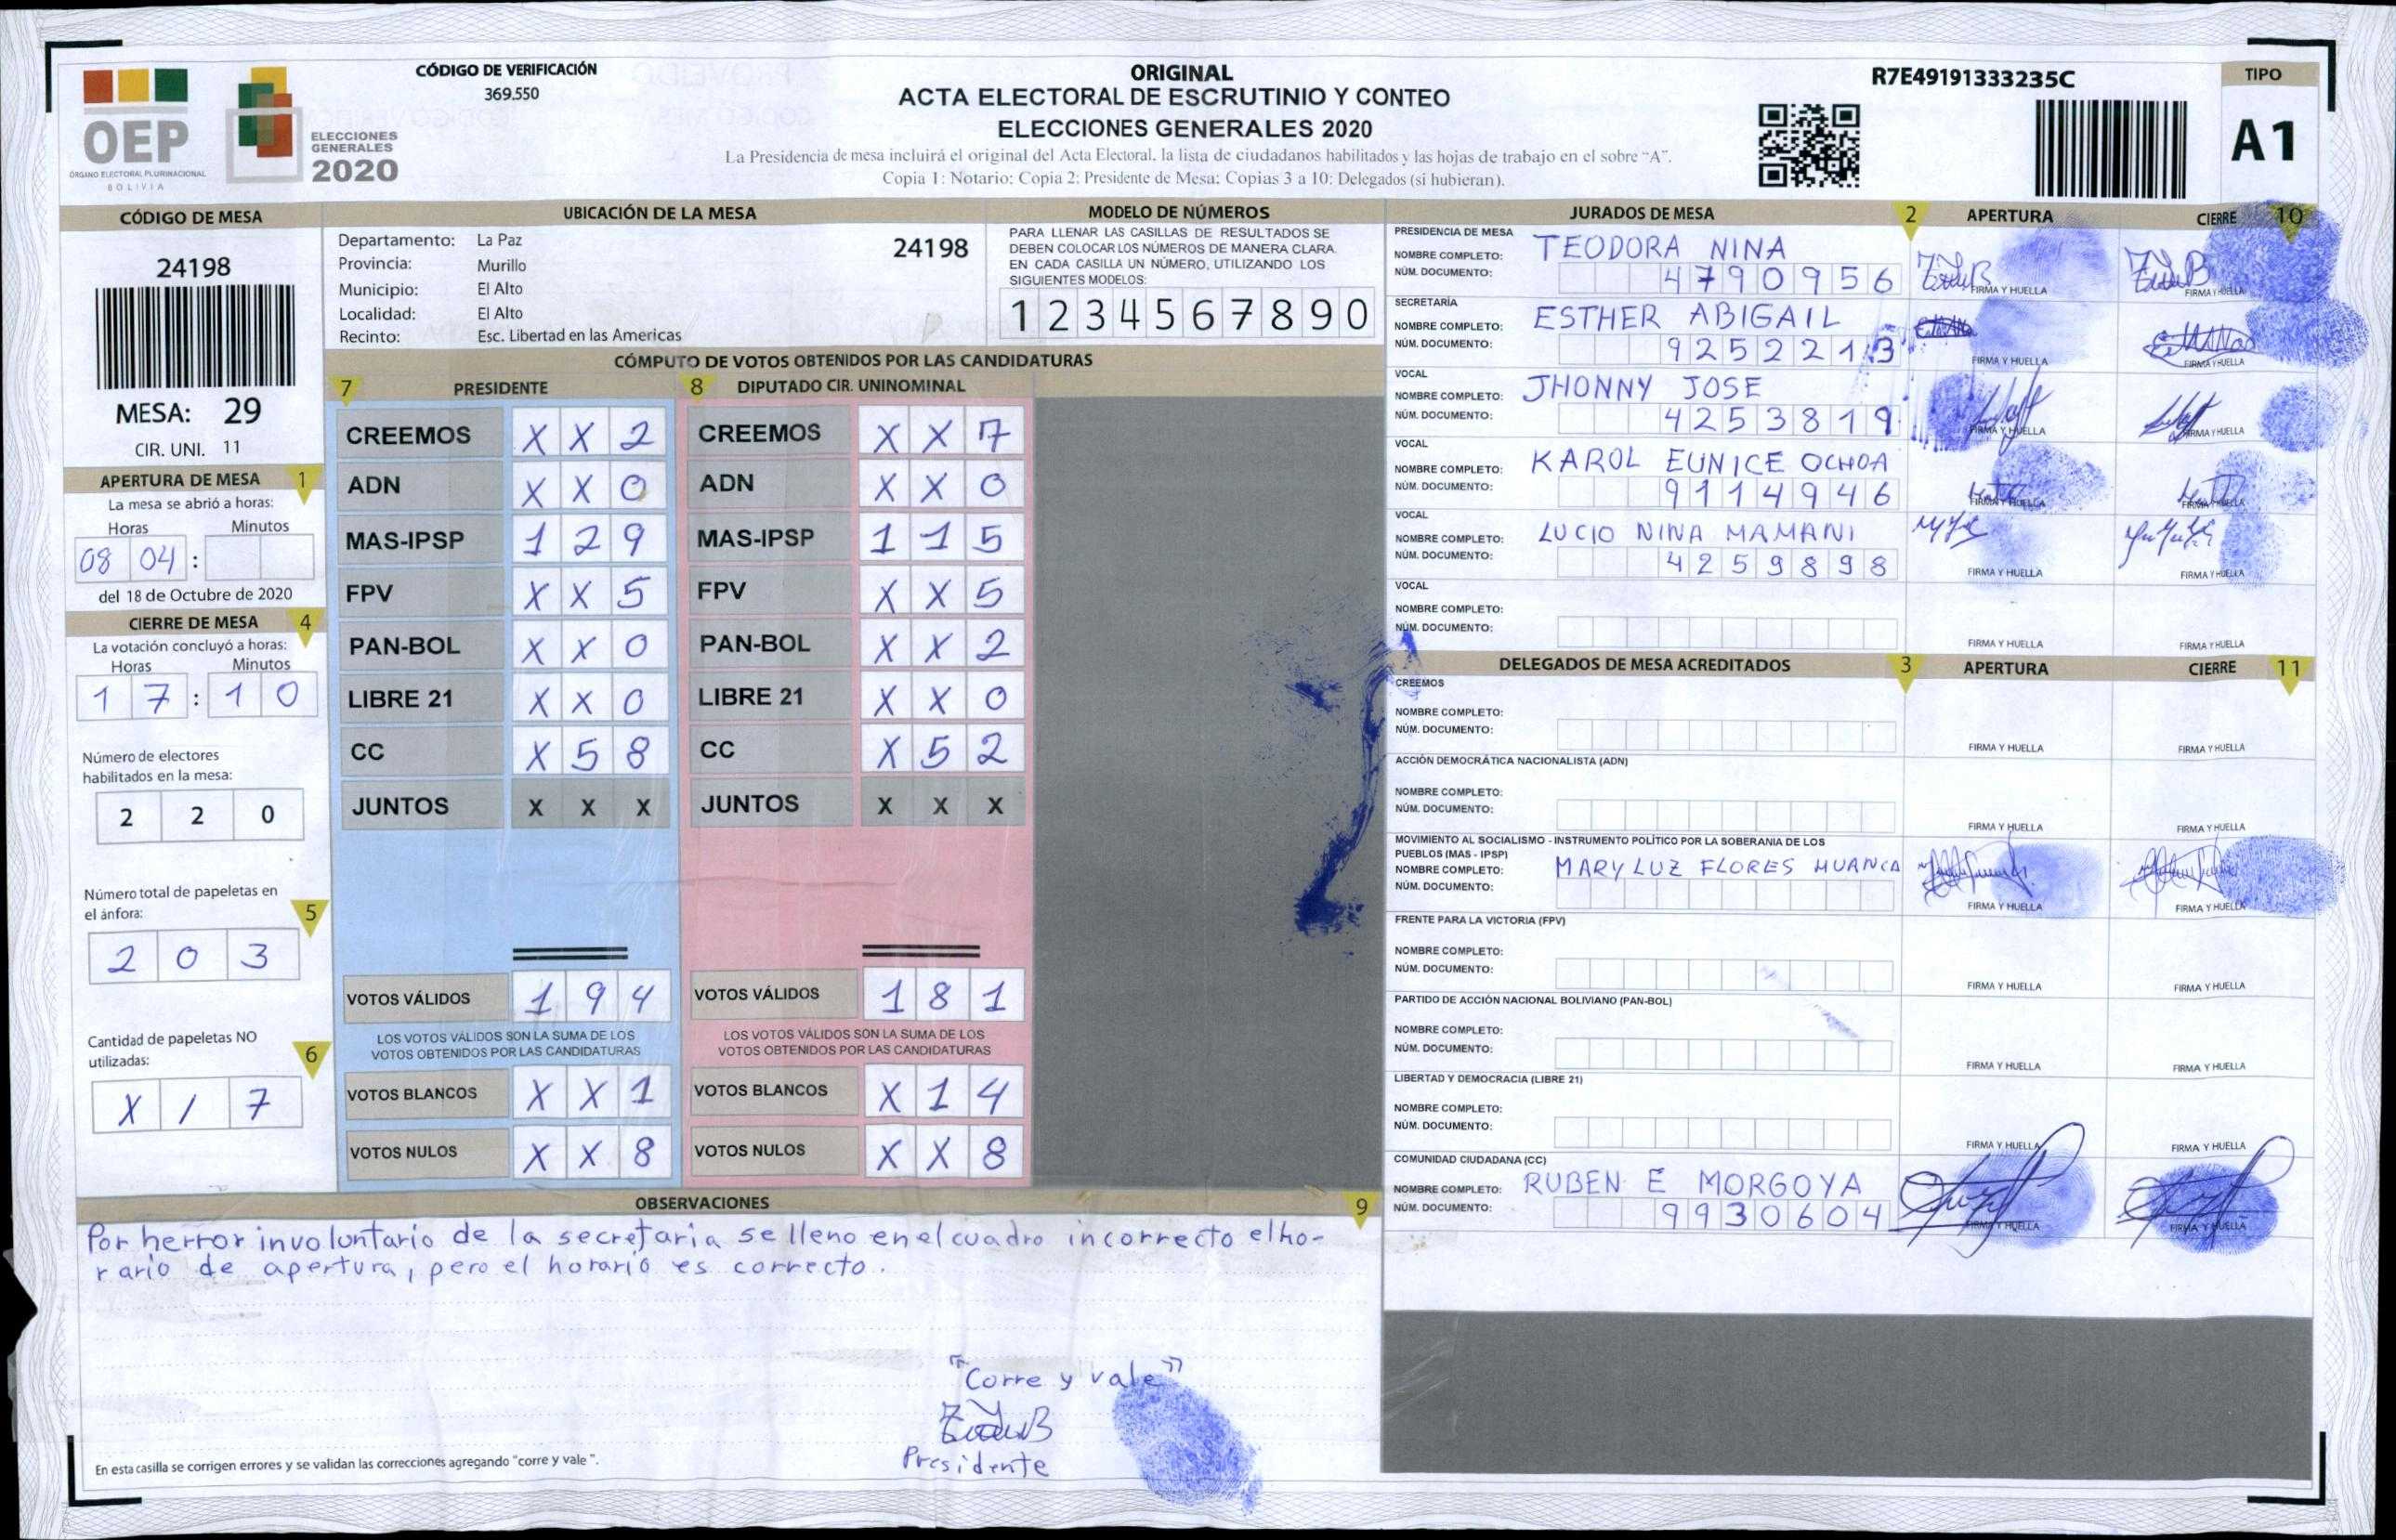 CÓDIGO DE VERIFICACIÓN
369.550
OEP
ÓRGANO ELECTORAL PLURINACIONAL
BOLIVIA
ELECCIONES
GENERALES
2020
ORIGINAL
ACTA ELECTORAL DE ESCRUTINIO Y CONTEO
ELECCIONES GENERALES 2020
La Presidencia de mesa incluirá el original del Acta Electoral, la lista de ciudadanos habilitados y las hojas de trabajo en el sobre "A".
Copia 1: Notario; Copia 2: Presidente de Mesa; Copias 3 a 10: Delegados (si hubieran).
R7E49191333235C
TIPO
A1
CÓDIGO DE MESA
24198
MESA: 29
CIR. UNI. 11
APERTURA DE MESA 1
La mesa se abrió a horas:
Horas Minutos
08 04 :
del 18 de Octubre de 2020
CIERRE DE MESA 4
La votación concluyó a horas:
Horas Minutos
1 7 : 1 0
Número de electores
habilitados en la mesa:
2 2 0
Número total de papeletas en
el ánfora: 5
2 0 3
Cantidad de papeletas NO
utilizadas: 6
X / 7
UBICACIÓN DE LA MESA
Departamento: La Paz 24198
Provincia: Murillo
Municipio: El Alto
Localidad: El Alto
Recinto: Esc. Libertad en las Americas
MODELO DE NÚMEROS
PARA LLENAR LAS CASILLAS DE RESULTADOS SE
DEBEN COLOCAR LOS NÚMEROS DE MANERA CLARA.
EN CADA CASILLA UN NÚMERO, UTILIZANDO LOS
SIGUIENTES MODELOS:
1 2 3 4 5 6 7 8 9 0
CÓMPUTO DE VOTOS OBTENIDOS POR LAS CANDIDATURAS
7 PRESIDENTE 8 DIPUTADO CIR. UNINOMINAL
CREEMOS X X 2 CREEMOS X X 7
ADN X X 0 ADN X X 0
MAS-IPSP 1 2 9 MAS-IPSP 1 1 5
FPV X X 5 FPV X X 5
PAN-BOL X X 0 PAN-BOL X X 2
LIBRE 21 X X 0 LIBRE 21 X X 0
CC X 5 8 CC X 5 2
JUNTOS X X X JUNTOS X X X
VOTOS VÁLIDOS 1 9 4 VOTOS VÁLIDOS 1 8 1
LOS VOTOS VÁLIDOS SON LA SUMA DE LOS LOS VOTOS VÁLIDOS SON LA SUMA DE LOS
VOTOS OBTENIDOS POR LAS CANDIDATURAS VOTOS OBTENIDOS POR LAS CANDIDATURAS
VOTOS BLANCOS X X 1 VOTOS BLANCOS X 1 4
VOTOS NULOS X X 8 VOTOS NULOS X X 8
OBSERVACIONES 9
Por herror involuntario de la secretaria se lleno en el cuadro incorrecto el ho-
rario de apertura, pero el horario es correcto.
"Corre y vale"
Presidente
En esta casilla se corrigen errores y se validan las correcciones agregando "corre y vale ".
JURADOS DE MESA 2 APERTURA CIERRE 10
PRESIDENCIA DE MESA
NOMBRE COMPLETO: TEODORA NINA
NÚM. DOCUMENTO: 4790956
FIRMA Y HUELLA FIRMA Y HUELLA
SECRETARÍA
NOMBRE COMPLETO: ESTHER ABIGAIL
NÚM. DOCUMENTO: 9252213
FIRMA Y HUELLA FIRMA Y HUELLA
VOCAL
NOMBRE COMPLETO: JHONNY JOSE
NÚM. DOCUMENTO: 4253819
FIRMA Y HUELLA FIRMA Y HUELLA
VOCAL
NOMBRE COMPLETO: KAROL EUNICE OCHOA
NÚM. DOCUMENTO: 9114946
FIRMA Y HUELLA FIRMA Y HUELLA
VOCAL
NOMBRE COMPLETO: LUCIO NINA MAMANI
NÚM. DOCUMENTO: 4259898
FIRMA Y HUELLA FIRMA Y HUELLA
VOCAL
NOMBRE COMPLETO:
NÚM. DOCUMENTO:
FIRMA Y HUELLA FIRMA Y HUELLA
DELEGADOS DE MESA ACREDITADOS 3 APERTURA CIERRE 11
CREEMOS
NOMBRE COMPLETO:
NÚM. DOCUMENTO:
FIRMA Y HUELLA FIRMA Y HUELLA
ACCIÓN DEMOCRÁTICA NACIONALISTA (ADN)
NOMBRE COMPLETO:
NÚM. DOCUMENTO:
FIRMA Y HUELLA FIRMA Y HUELLA
MOVIMIENTO AL SOCIALISMO - INSTRUMENTO POLÍTICO POR LA SOBERANIA DE LOS
PUEBLOS (MAS - IPSP)
NOMBRE COMPLETO: MARY LUZ FLORES HUANCA
NÚM. DOCUMENTO:
FIRMA Y HUELLA FIRMA Y HUELLA
FRENTE PARA LA VICTORIA (FPV)
NOMBRE COMPLETO:
NÚM. DOCUMENTO:
FIRMA Y HUELLA FIRMA Y HUELLA
PARTIDO DE ACCIÓN NACIONAL BOLIVIANO (PAN-BOL)
NOMBRE COMPLETO:
NÚM. DOCUMENTO:
FIRMA Y HUELLA FIRMA Y HUELLA
LIBERTAD Y DEMOCRACIA (LIBRE 21)
NOMBRE COMPLETO:
NÚM. DOCUMENTO:
FIRMA Y HUELLA FIRMA Y HUELLA
COMUNIDAD CIUDADANA (CC)
NOMBRE COMPLETO: RUBEN E MORGOYA
NÚM. DOCUMENTO: 9930604
FIRMA Y HUELLA FIRMA Y HUELLA